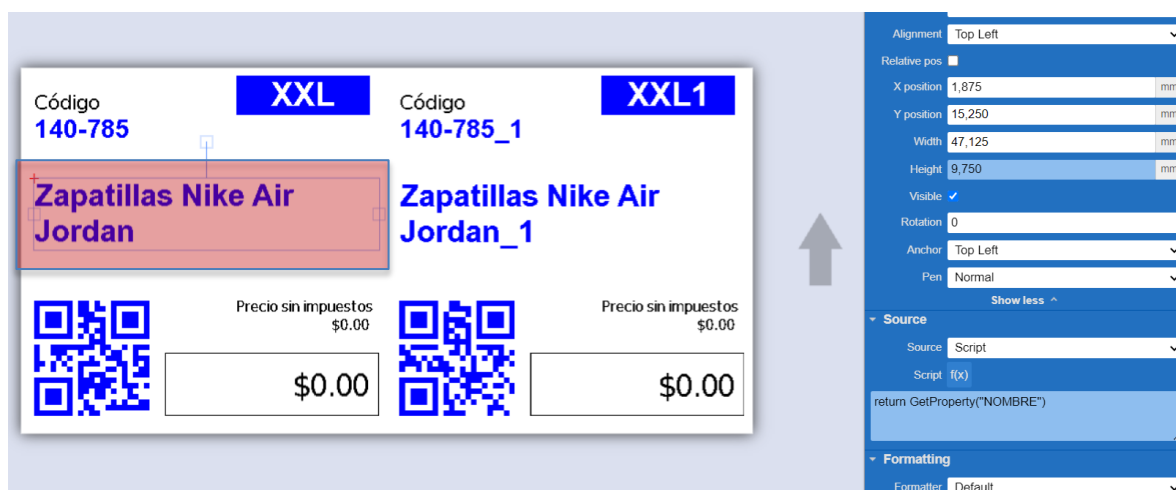 Código
XXL
140-785
Código
XXL1
140-785_1
Zapatillas Nike Air
Jordan
Zapatillas Nike Air
Jordan_1
Precio sin impuestos
$0.00
$0.00
Precio sin impuestos
$0.00
$0.00
Alignment Top Left
Relative pos
X position 1,875 mm
Y position 15,250 mm
Width 47,125 mm
Height 9,750 mm
Visible
Rotation 0
Anchor Top Left
Pen Normal
Show less
Source
Source Script
Script f(x)
return GetProperty("NOMBRE")
Formatting
Formatter Default